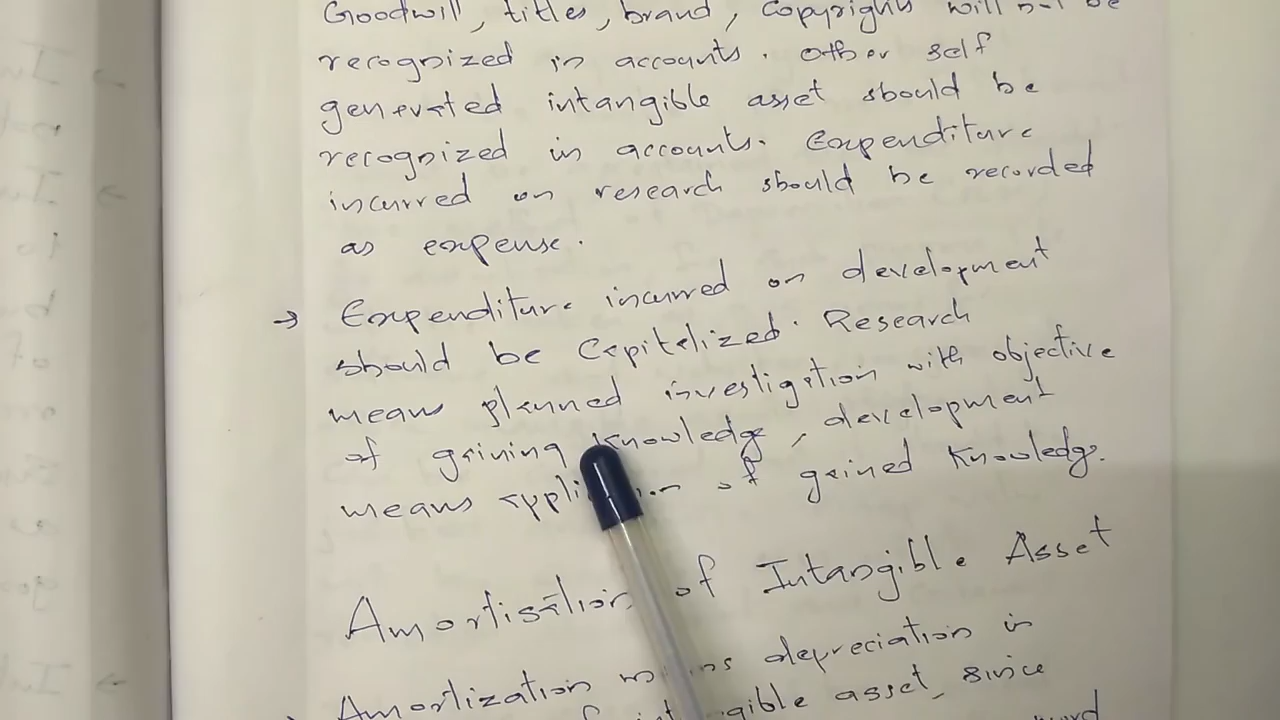 Goodwill, titles, brand, copyrights will not be
recognized in accounts. Other self
generated intangible asset should be
recognized in accounts. Expenditure
incurred on research should be recorded
as expense.
→ Expenditure incurred on development
should be Capitalized. Research
means planned investigation with objective
of gaining knowledge, development
means of gained knowledge.
Amortisation of Intangible Asset
Amortization depreciation in
asset, since